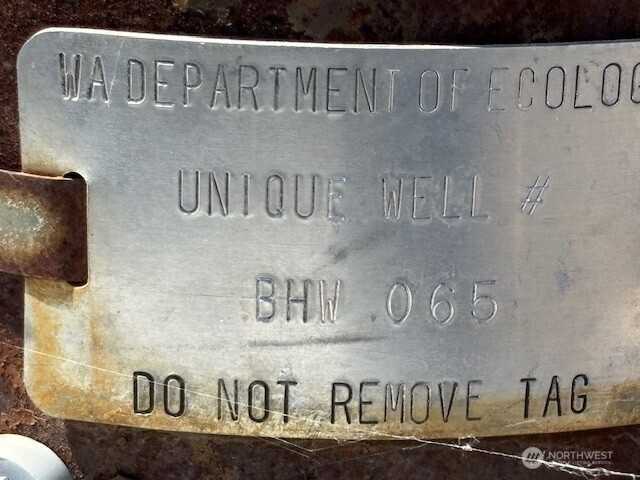 WA DEPARTMENT OF ECOLOG
UNIQUE WELL #
BHW 065
DO NOT REMOVE TAG
NORTHWEST